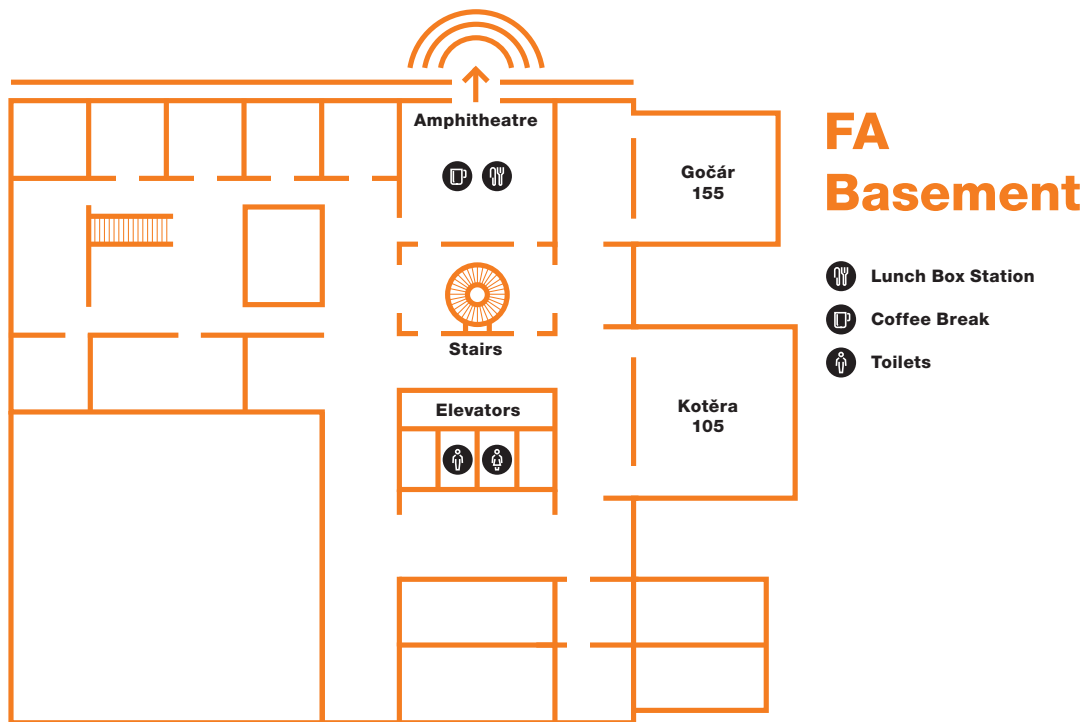 Amphitheatre
Gočár
155
Stairs
Elevators
Kotěra
105
FA
Basement
Lunch Box Station
Coffee Break
Toilets